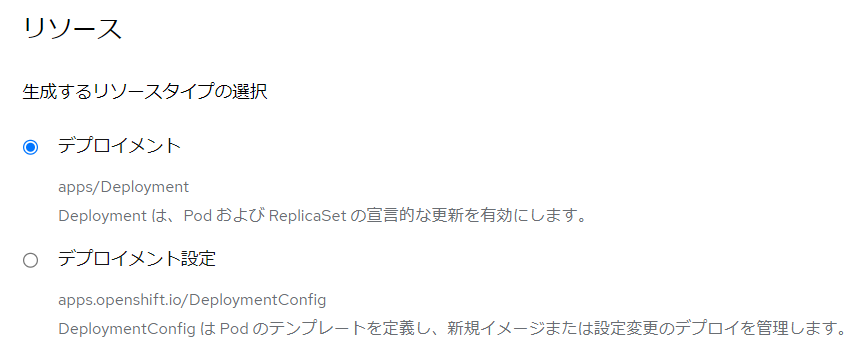 リソース
生成するリソースタイプの選択
デプロイメント
apps/Deployment
Deployment は、Pod および ReplicaSet の宣言的な更新を有効にします。
デプロイメント設定
apps.openshift.io/DeploymentConfig
DeploymentConfig は Pod のテンプレートを定義し、新規イメージまたは設定変更のデプロイを管理します。